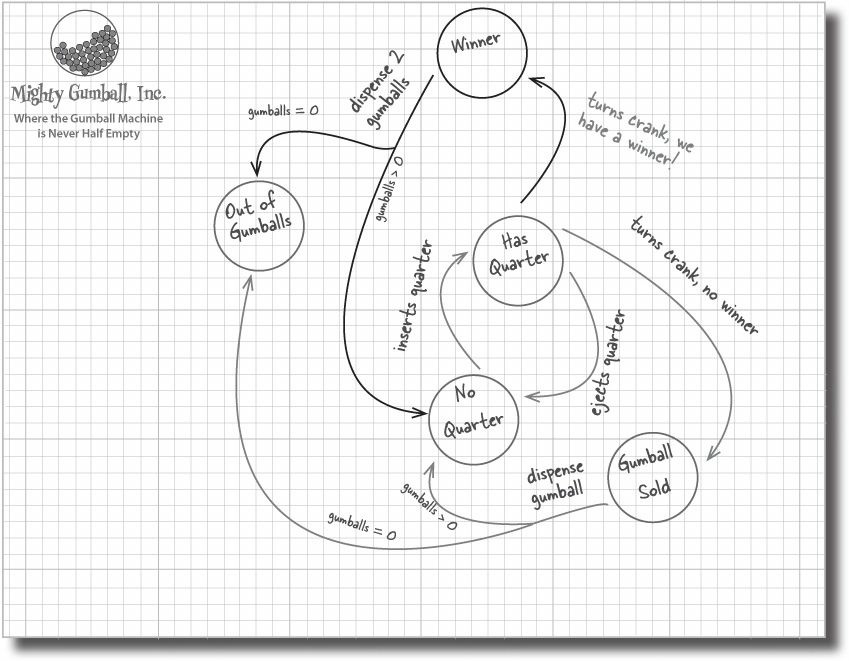 Mighty Gumball, Inc.
Where the Gumball Machine
is Never Half Empty
Winner
dispense 2
gumballs
gumballs = 0
turns crank, we
have a winner!
gumballs > 0
Out of
Gumballs
Has
Quarter
inserts quarter
turns crank, no winner
ejects quarter
No
Quarter
Gumball
Sold
dispense
gumball
gumballs > 0
gumballs = 0